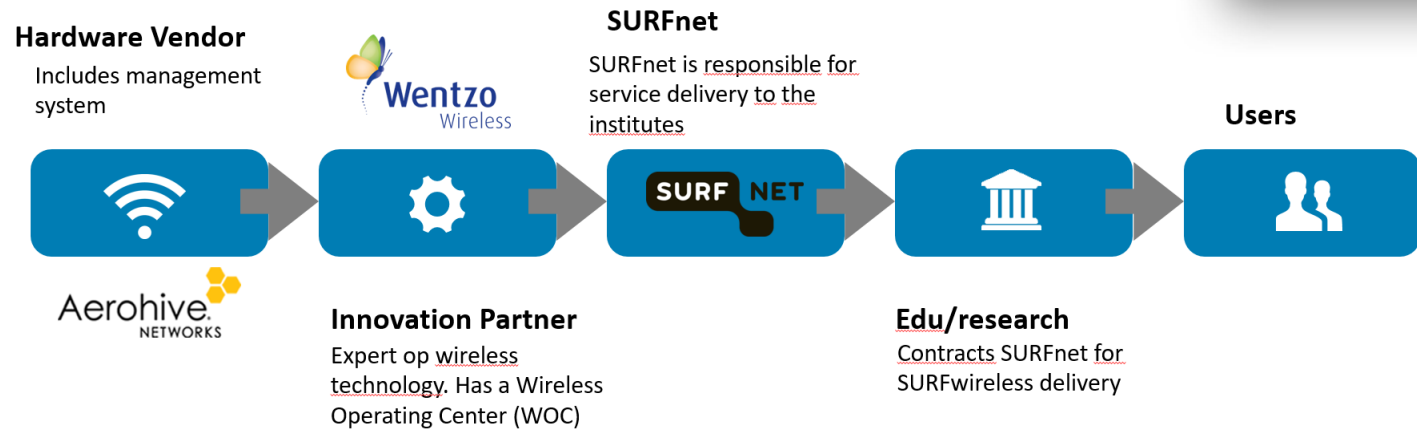 Hardware Vendor
Includes management
system
Wentzo
Wireless
SURFnet
SURFnet is responsible for
service delivery to the
institutes
Users
SURF NET
Aerohive.
NETWORKS
Innovation Partner
Expert op wireless
technology. Has a Wireless
Operating Center (WOC)
Edu/research
Contracts SURFnet for
SURFwireless delivery